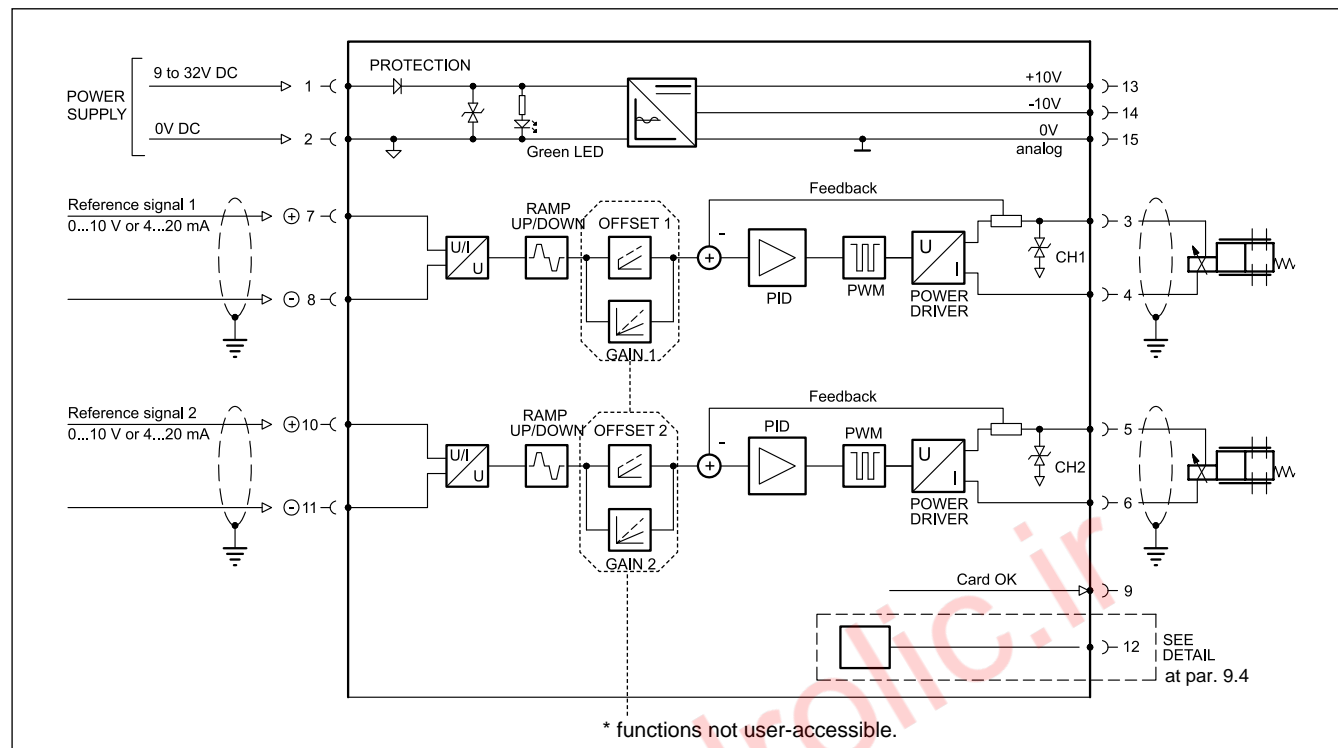 POWER SUPPLY
9 to 32V DC
1
0V DC
2
PROTECTION
Green LED
+10V
13
-10V
14
0V
analog
15
Reference signal 1
0...10 V or 4...20 mA
+ 7
- 8
U/I
U
RAMP
UP/DOWN
OFFSET 1
GAIN 1
Feedback
-
+
PID
PWM
U
I
POWER
DRIVER
CH1
3
4
Reference signal 2
0...10 V or 4...20 mA
+ 10
- 11
U/I
U
RAMP
UP/DOWN
OFFSET 2
GAIN 2
Feedback
-
+
PID
PWM
U
I
POWER
DRIVER
CH2
5
6
Card OK
9
12
SEE
DETAIL
at par. 9.4
* functions not user-accessible.
drolic.ir